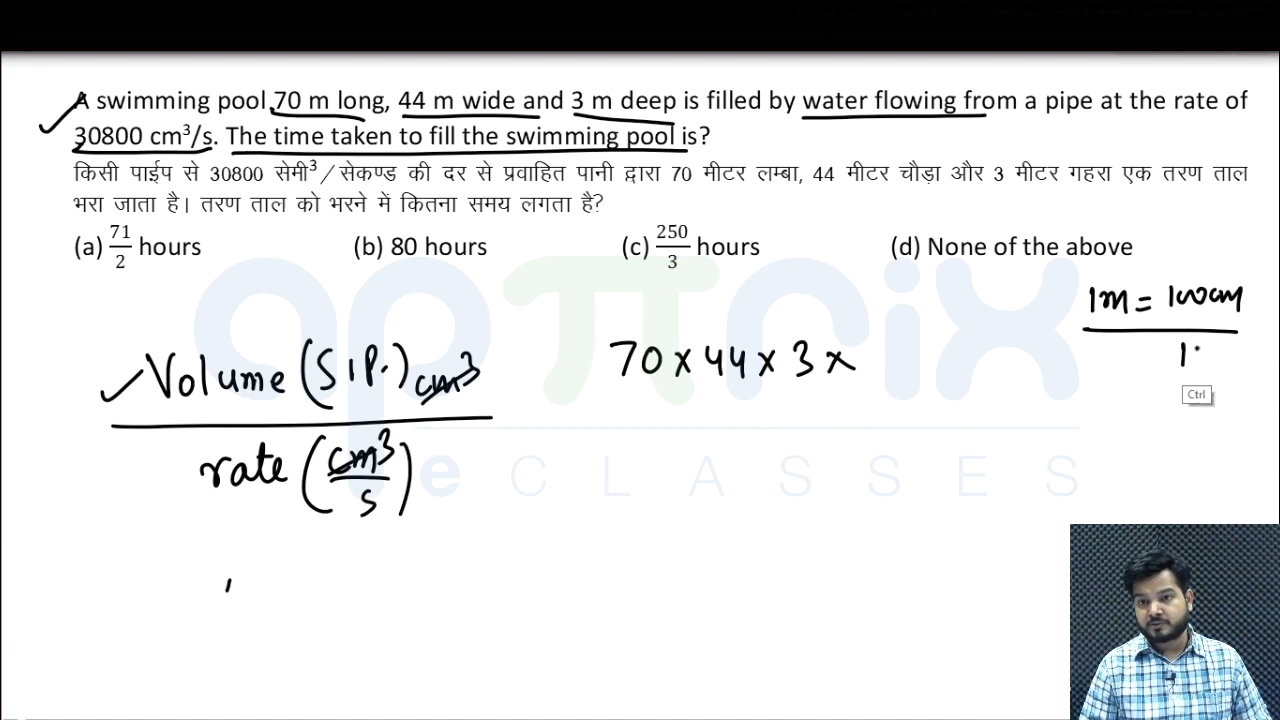 A swimming pool 70 m long, 44 m wide and 3 m deep is filled by water flowing from a pipe at the rate of
30800 cm³/s. The time taken to fill the swimming pool is?
किसी पाईप से 30800 सेमी³/सेकण्ड की दर से प्रवाहित पानी द्वारा 70 मीटर लम्बा, 44 मीटर चौड़ा और 3 मीटर गहरा एक तरण ताल
भरा जाता है। तरण ताल को भरने में कितना समय लगता है?
(a) 71/2 hours (b) 80 hours (c) 250/3 hours (d) None of the above
1m = 100cm
1
Volume (S.P.) cm³
70 × 44 × 3 ×
rate (cm³/s)
apπrix
e CLASSES
Ctrl